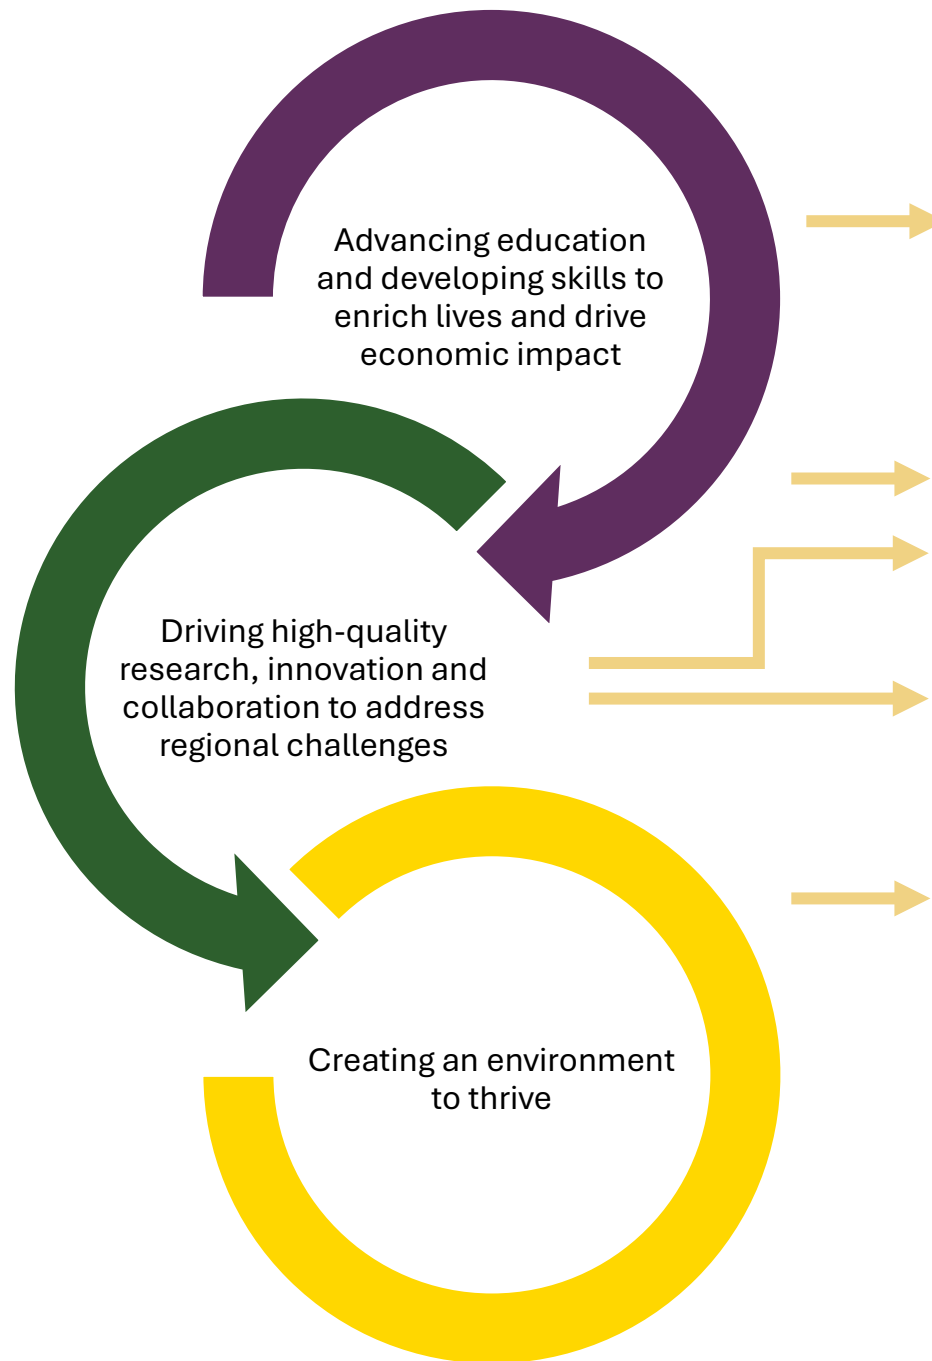 Advancing education
and developing skills to
enrich lives and drive
economic impact
Driving high-quality
research, innovation and
collaboration to address
regional challenges
Creating an environment
to thrive